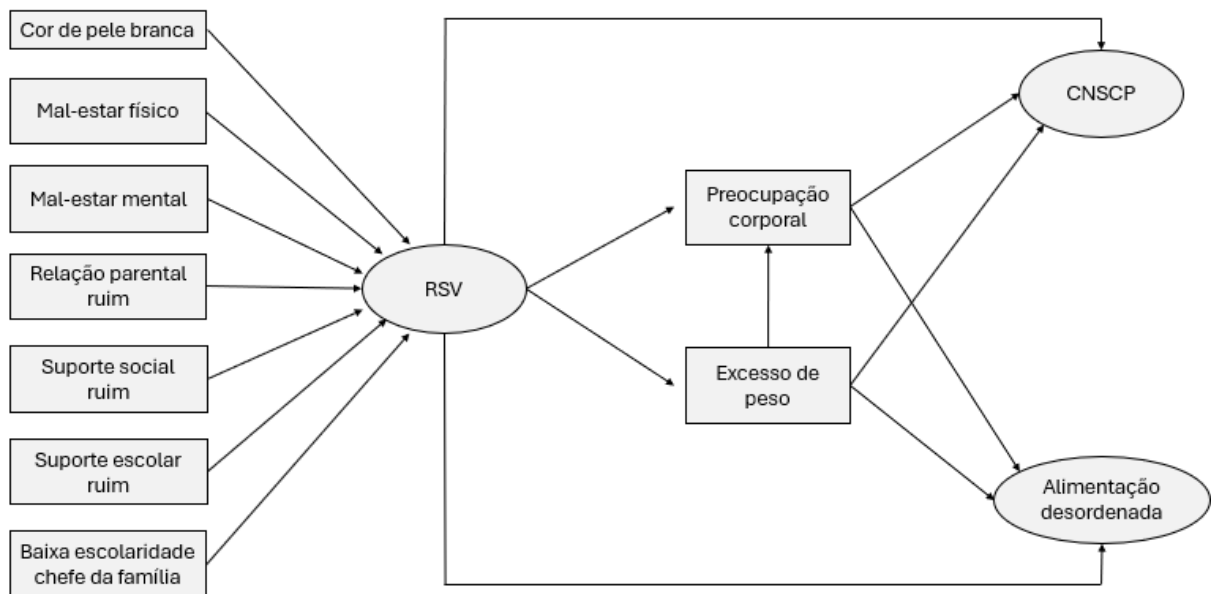 Cor de pele branca
Mal-estar físico
Mal-estar mental
Relação parental
ruim
Suporte social
ruim
Suporte escolar
ruim
Baixa escolaridade
chefe da família
RSV
Preocupação
corporal
Excesso de
peso
CNSCP
Alimentação
desordenada